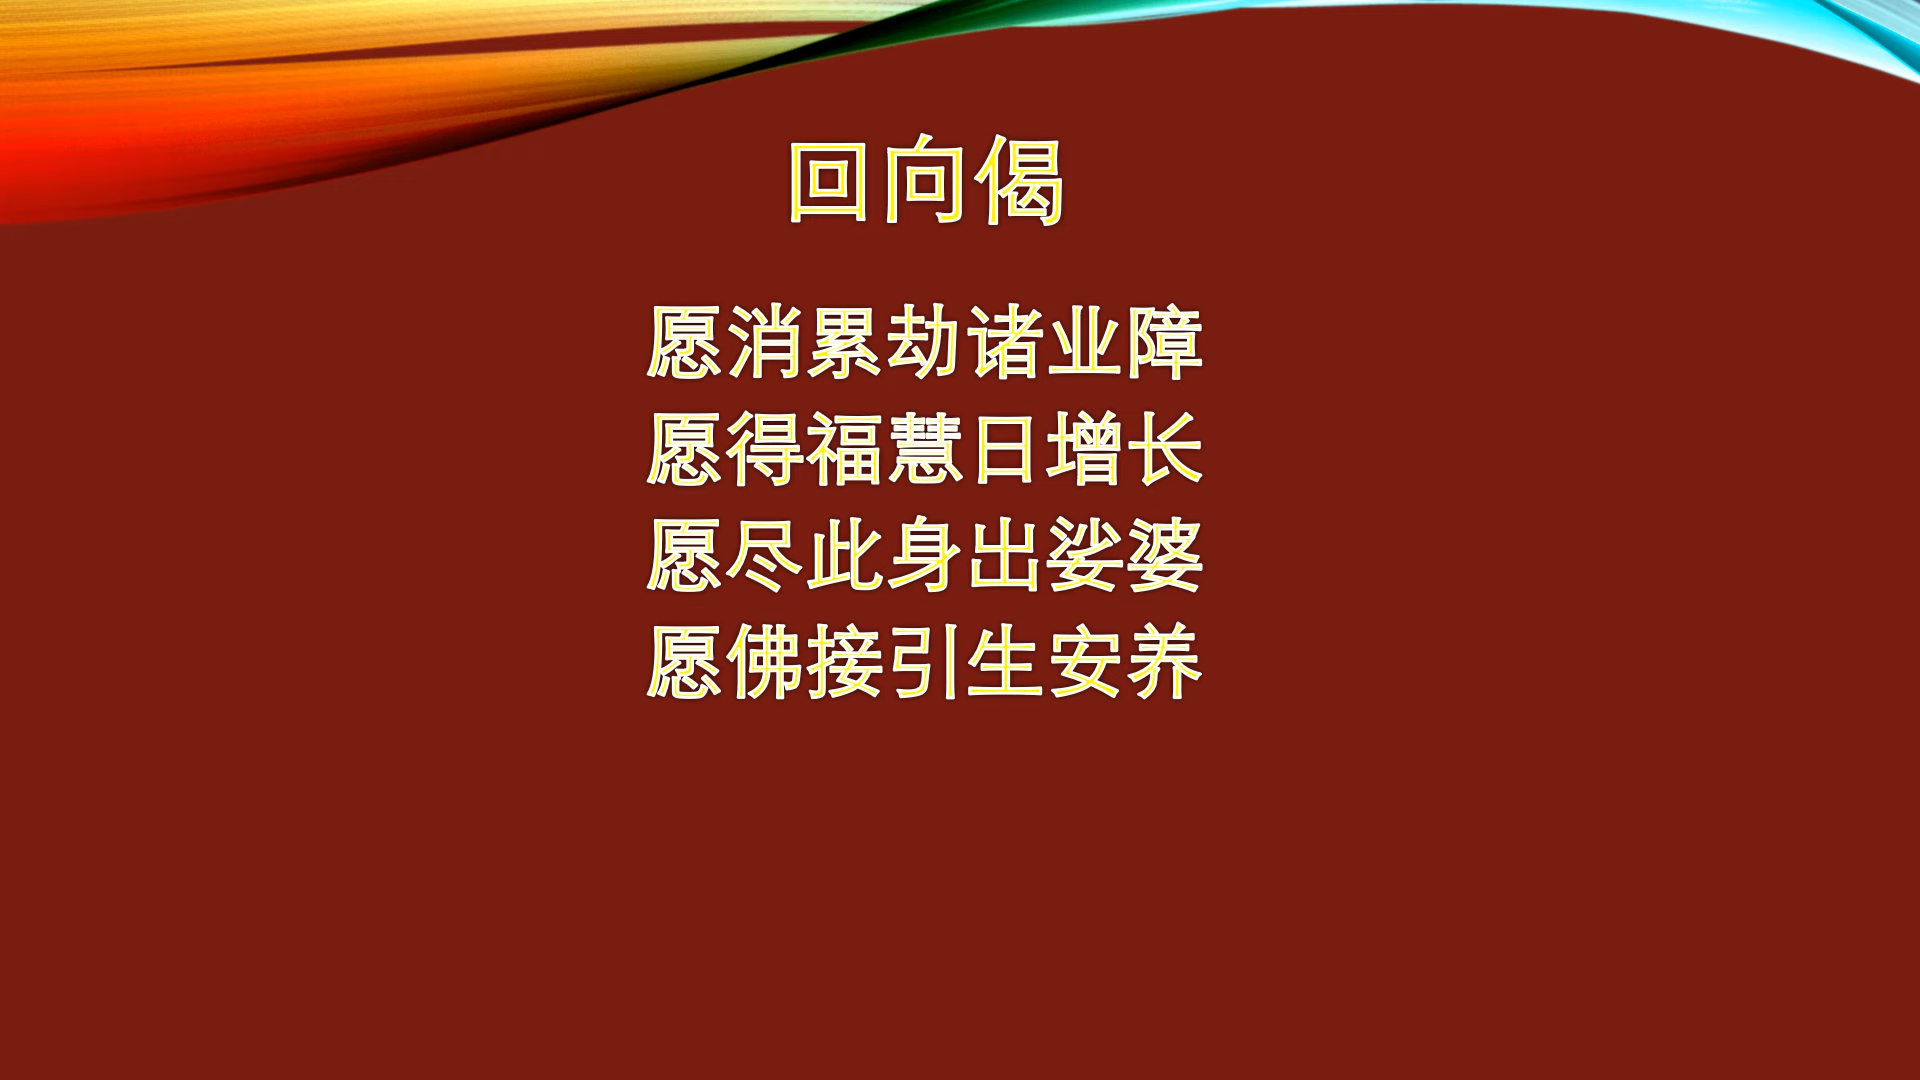 回向偈
愿消累劫诸业障
愿得福慧日增长
愿尽此身出娑婆
愿佛接引生安养